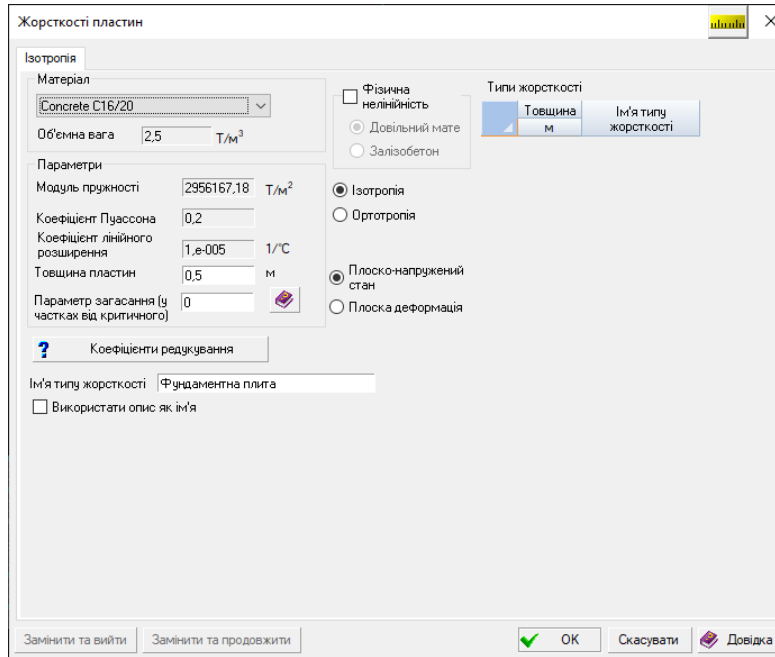 Жорсткості пластин
Ізотропія
Матеріал
Concrete C16/20
Об'ємна вага 2,5 Т/м³
Параметри
Модуль пружності 2956167,18 Т/м²
Коефіцієнт Пуассона 0,2
Коефіцієнт лінійного
розширення 1,e-005 1/°C
Товщина пластин 0,5 м
Параметр загасання (у
частках від критичного) 0
? Коефіцієнти редукування
Ім'я типу жорсткості Фундаментна плита
Використати опис як ім'я
Фізична
нелінійність
Довільний мате
Залізобетон
Ізотропія
Ортотропія
Плоско-напружений
стан
Плоска деформація
Типи жорсткості
Товщина
м
Ім'я типу
жорсткості
Замінити та вийти
Замінити та продовжити
OK
Скасувати
Довідка